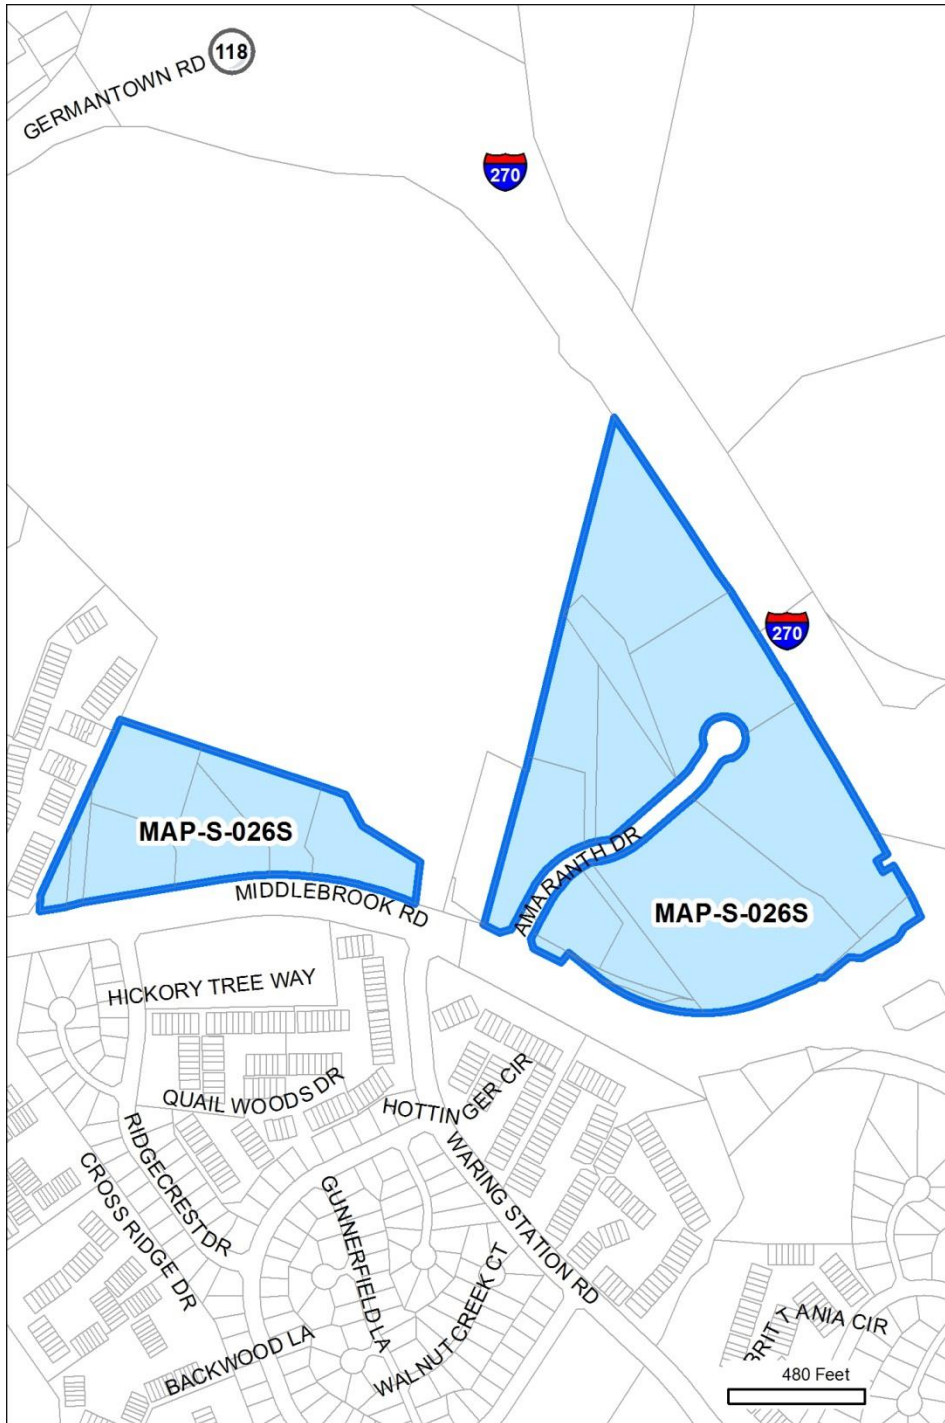 118
GERMANTOWN RD
270
270
MAP-S-026S
MIDDLEBROOK RD
AMARANTH DR
MAP-S-026S
HICKORY TREE WAY
QUAIL WOODS DR
HOTTINGER CIR
RIDGECREST DR
CROSS RIDGE DR
GUNNERFIELD LA
WARING STATION RD
WALNUT CREEK CT
BACKWOOD LA
BRITTANIA CIR
480 Feet